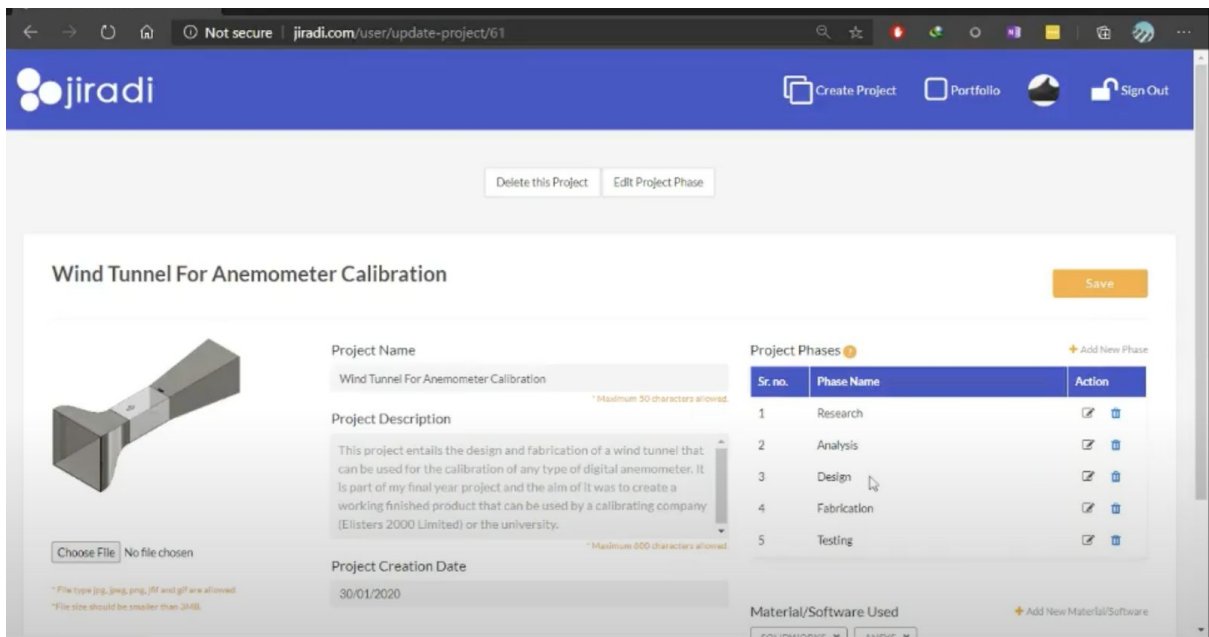 Not secure jiradi.com/user/update-project/61
jiradi
Create Project
Portfolio
Sign Out
Delete this Project
Edit Project Phase
Wind Tunnel For Anemometer Calibration
Save
Project Name
Wind Tunnel For Anemometer Calibration
* Maximum 50 characters allowed.
Project Description
This project entails the design and fabrication of a wind tunnel that
can be used for the calibration of any type of digital anemometer. It
is part of my final year project and the aim of it was to create a
working finished product that can be used by a calibrating company
(Elisters 2000 Limited) or the university.
* Maximum 600 characters allowed.
Project Creation Date
30/01/2020
Choose File No file chosen
* File type jpg, jpeg, png, jfif and gif are allowed
*File size should be smaller than 2MB.
Project Phases ?
+ Add New Phase
Sr. no. Phase Name Action
1 Research
2 Analysis
3 Design
4 Fabrication
5 Testing
Material/Software Used
+ Add New Material/Software
SOLIDWORKS × ANSYS ×